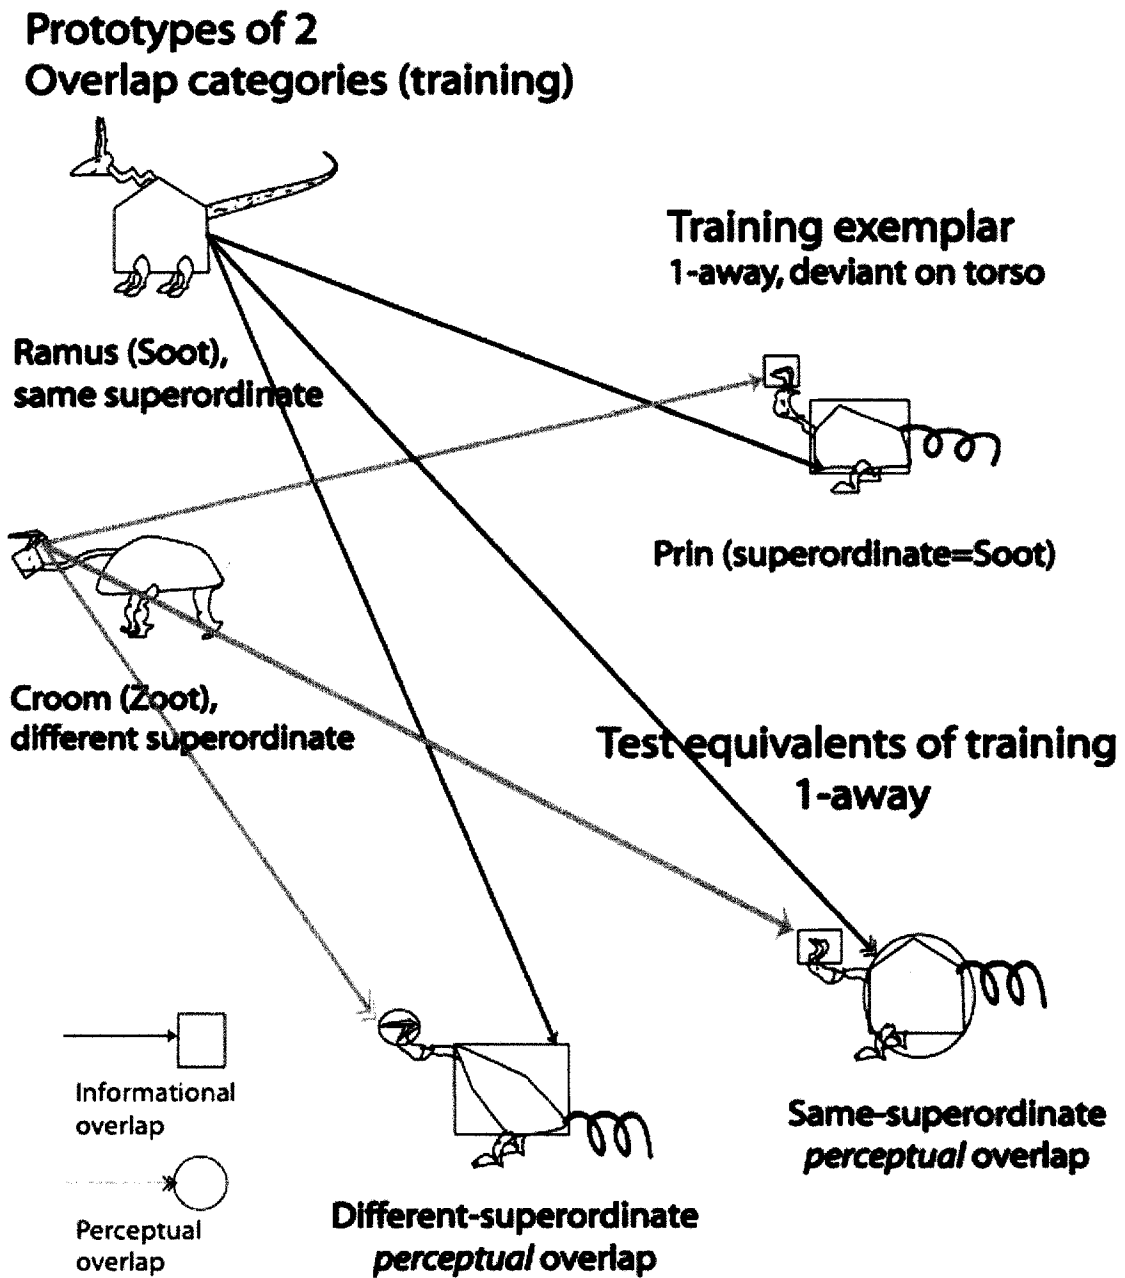 Prototypes of 2
Overlap categories (training)
Training exemplar
1-away, deviant on torso
Ramus (Soot),
same superordinate
Prin (superordinate=Soot)
Croom (Zoot),
different superordinate
Test equivalents of training
1-away
Informational
overlap
Same-superordinate
perceptual overlap
Perceptual
overlap
Different-superordinate
perceptual overlap